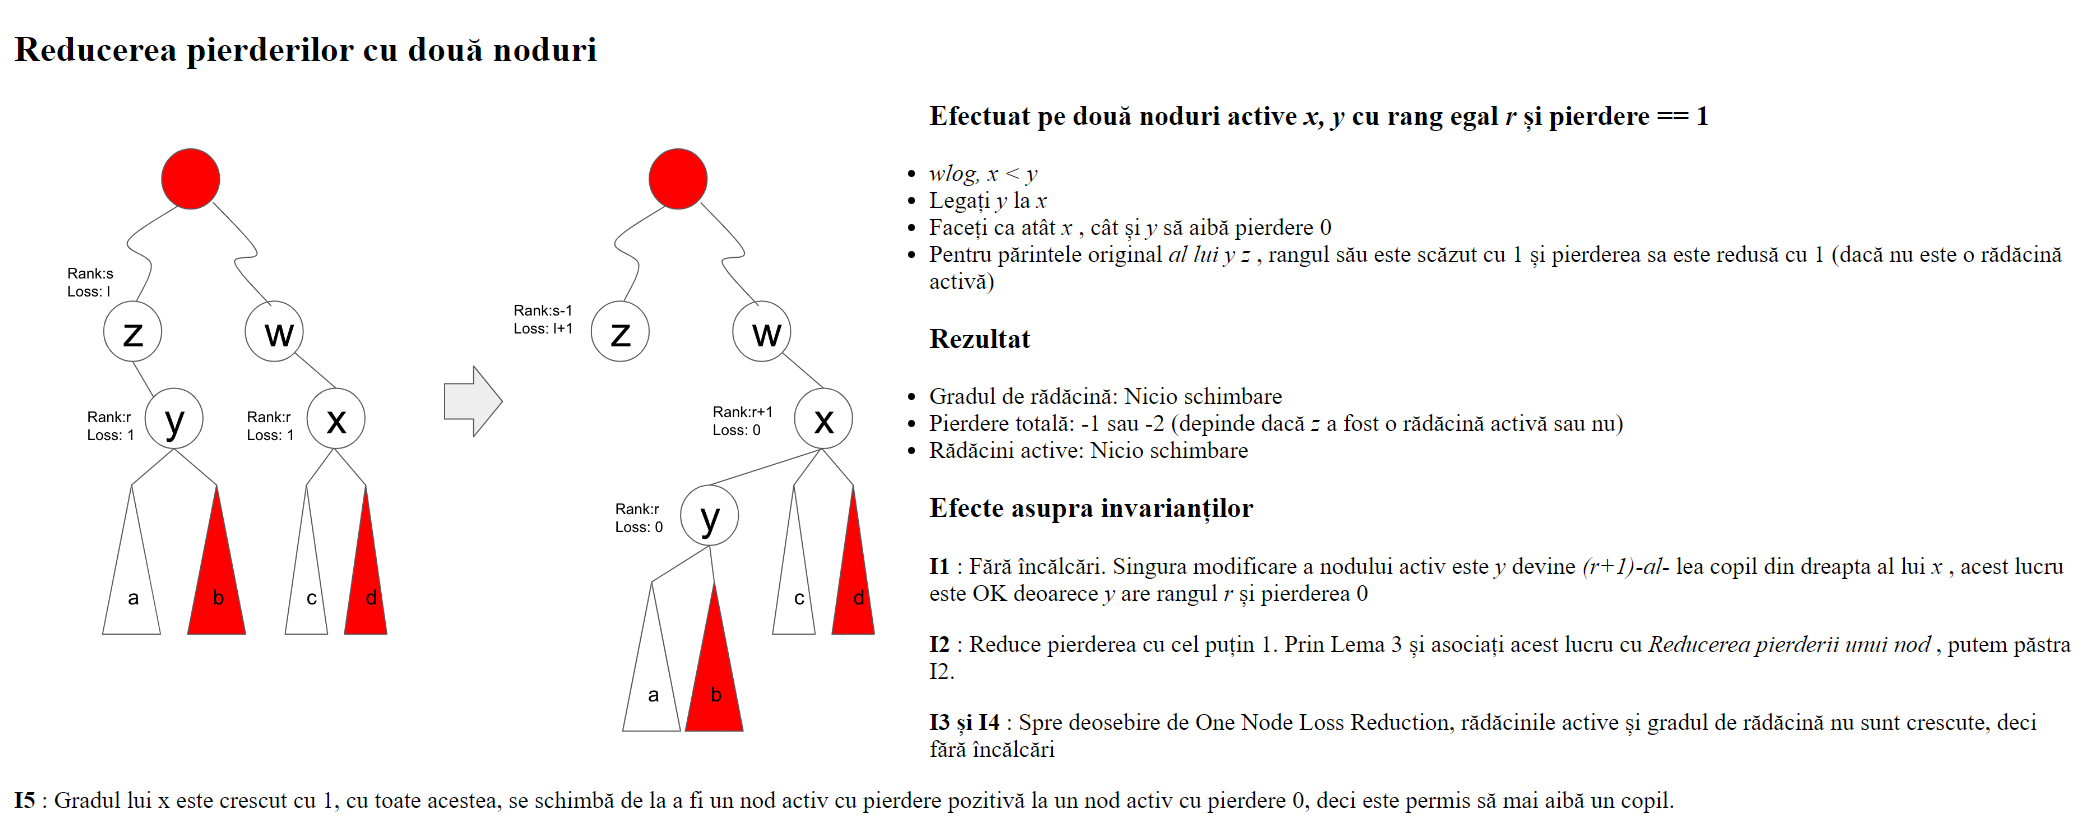 Reducerea pierderilor cu două noduri
Rank:s
Loss: l
z
w
Rank:r
Loss: 1
y
Rank:r
Loss: 1
x
a
b
c
d
Rank:s-1
Loss: l+1
z
w
Rank:r+1
Loss: 0
x
Rank:r
Loss: 0
y
c
d
a
b
Efectuat pe două noduri active x, y cu rang egal r și pierdere == 1
wlog, x < y
Legați y la x
Faceți ca atât x , cât și y să aibă pierdere 0
Pentru părintele original al lui y z , rangul său este scăzut cu 1 și pierderea sa este redusă cu 1 (dacă nu este o rădăcină
activă)
Rezultat
Gradul de rădăcină: Nicio schimbare
Pierdere totală: -1 sau -2 (depinde dacă z a fost o rădăcină activă sau nu)
Rădăcini active: Nicio schimbare
Efecte asupra invarianților
I1 : Fără încălcări. Singura modificare a nodului activ este y devine (r+1)-al- lea copil din dreapta al lui x , acest lucru
este OK deoarece y are rangul r și pierderea 0
I2 : Reduce pierderea cu cel puțin 1. Prin Lema 3 și asociați acest lucru cu Reducerea pierderii unui nod , putem păstra
I2.
I3 și I4 : Spre deosebire de One Node Loss Reduction, rădăcinile active și gradul de rădăcină nu sunt crescute, deci
fără încălcări
I5 : Gradul lui x este crescut cu 1, cu toate acestea, se schimbă de la a fi un nod activ cu pierdere pozitivă la un nod activ cu pierdere 0, deci este permis să mai aibă un copil.